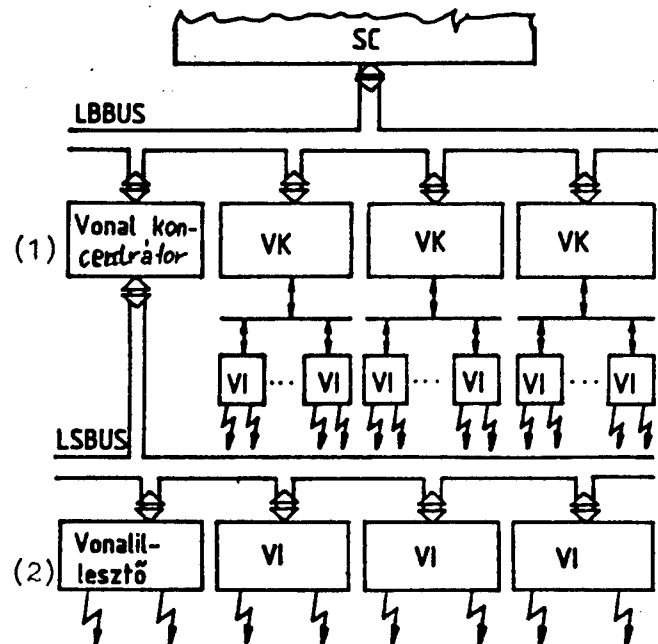 SC
LBBUS
(1)
Vonal kon-
centrátor
VK
VK
VK
VI ... VI
VI ... VI
VI ... VI
LSBUS
(2)
Vonalil-
lesztő
VI
VI
VI